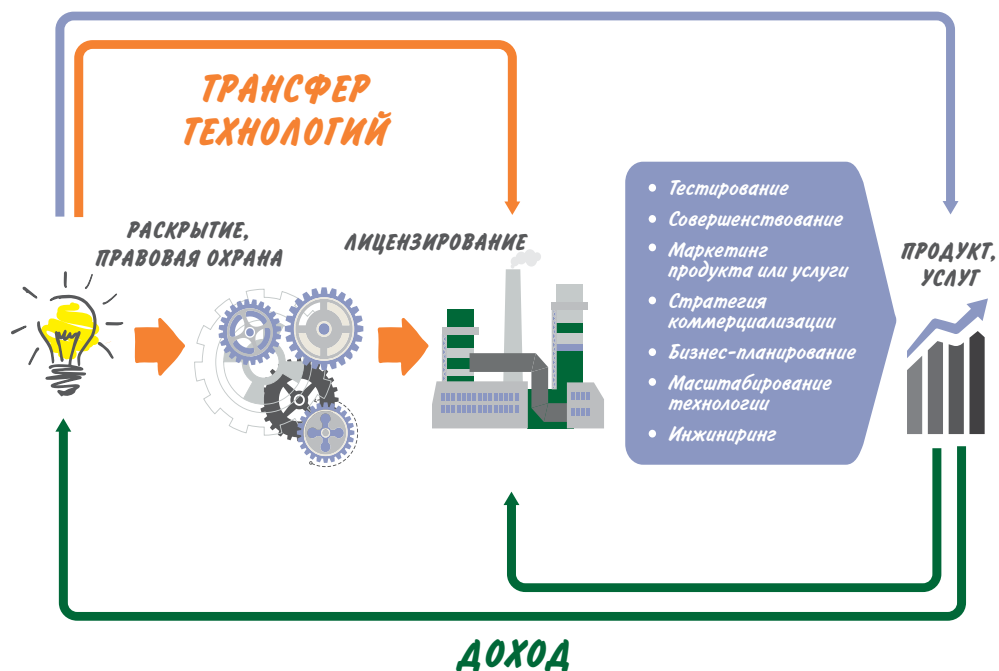 ТРАНСФЕР
ТЕХНОЛОГИЙ
РАСКРЫТИЕ,
ПРАВОВАЯ ОХРАНА
ЛИЦЕНЗИРОВАНИЕ
• Тестирование
• Совершенствование
• Маркетинг
продукта или услуги
• Стратегия
коммерциализации
• Бизнес-планирование
• Масштабирование
технологии
• Инжиниринг
ПРОДУКТ,
УСЛУГ
ДОХОД